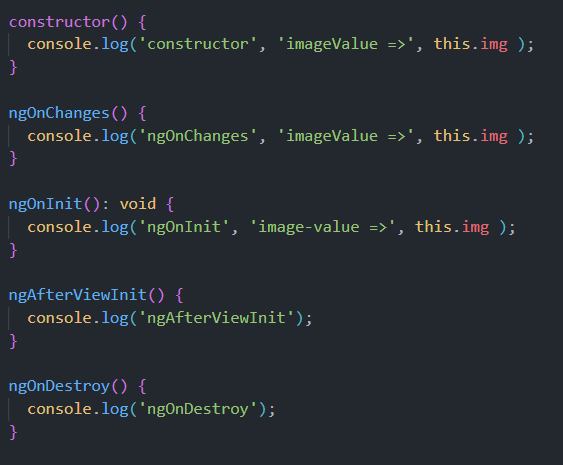 constructor() {
  console.log('constructor', 'imageValue =>', this.img );
}

ngOnChanges() {
  console.log('ngOnChanges', 'imageValue =>', this.img );
}

ngOnInit(): void {
  console.log('ngOnInit', 'image-value =>', this.img );
}

ngAfterViewInit() {
  console.log('ngAfterViewInit');
}

ngOnDestroy() {
  console.log('ngOnDestroy');
}